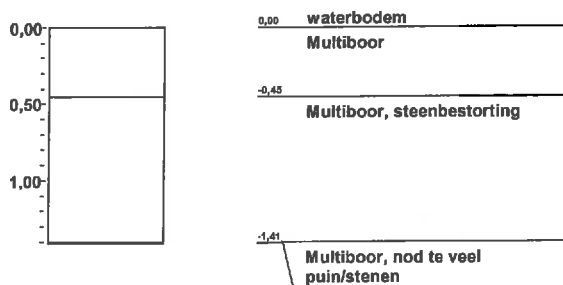 0,00
0,50
1,00
0,00
waterbodem
Multiboor
-0,45
Multiboor, steenbestorting
-1,41
Multiboor, nod te veel
puin/stenen